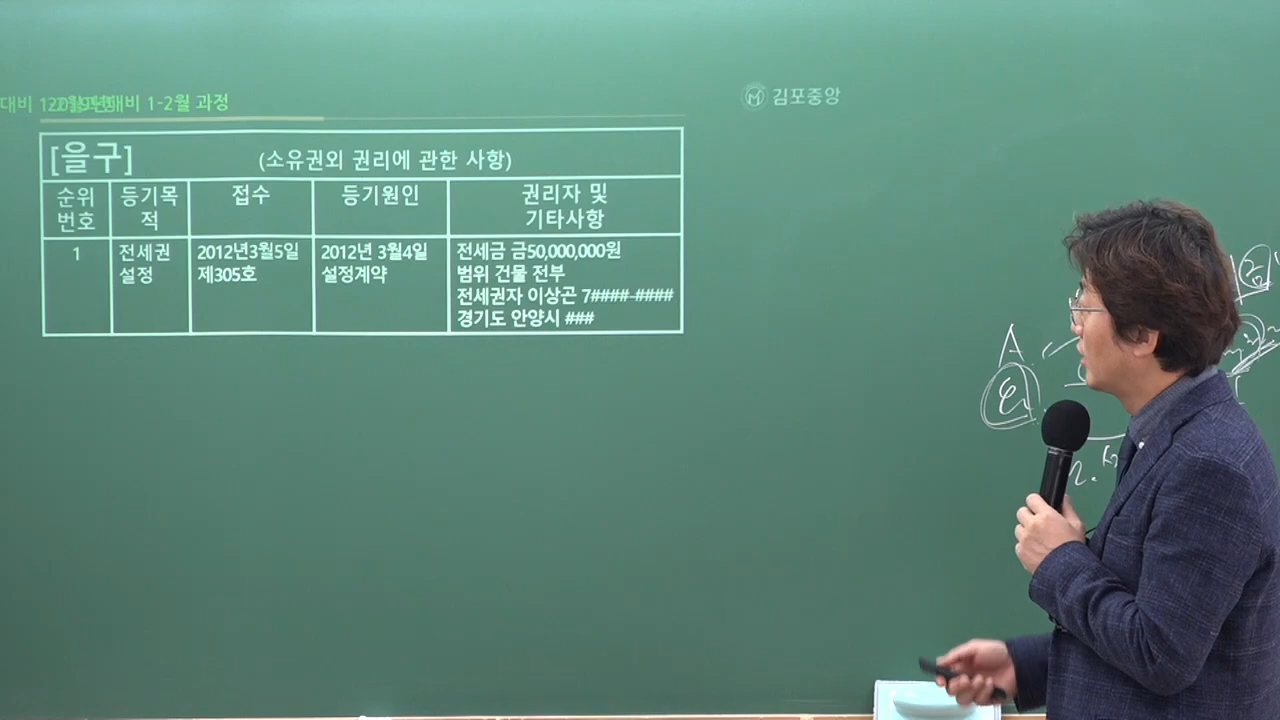 대비 1-2월 과정
김포중앙
[을구] (소유권외 권리에 관한 사항)
순위 번호 등기목적 접수 등기원인 권리자 및 기타사항
1 전세권 설정 2012년3월5일 제305호 2012년 3월4일 설정계약 전세금 금50,000,000원
범위 건물 전부
전세권자 이상곤 7####-####
경기도 안양시 ###
A